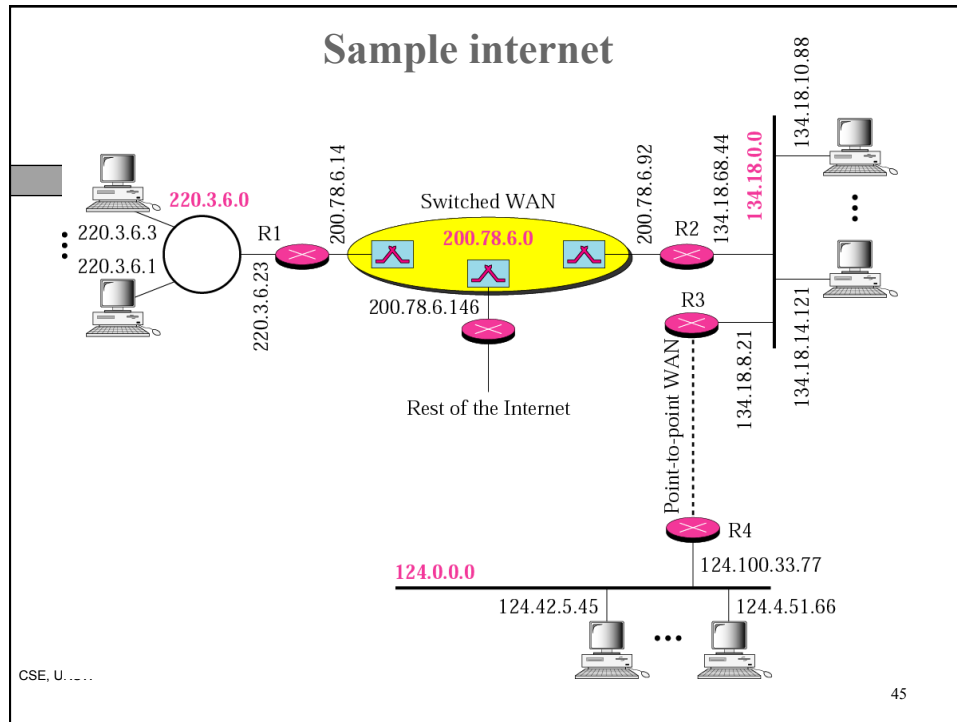 Sample internet
134.18.10.88
220.3.6.0
200.78.6.14
Switched WAN
200.78.6.92
134.18.68.44
134.18.0.0
220.3.6.3
R1
200.78.6.0
R2
220.3.6.1
220.3.6.23
200.78.6.146
R3
134.18.8.21
134.18.14.121
Rest of the Internet
Point-to-point WAN
R4
124.100.33.77
124.0.0.0
124.42.5.45
124.4.51.66
CSE,
45